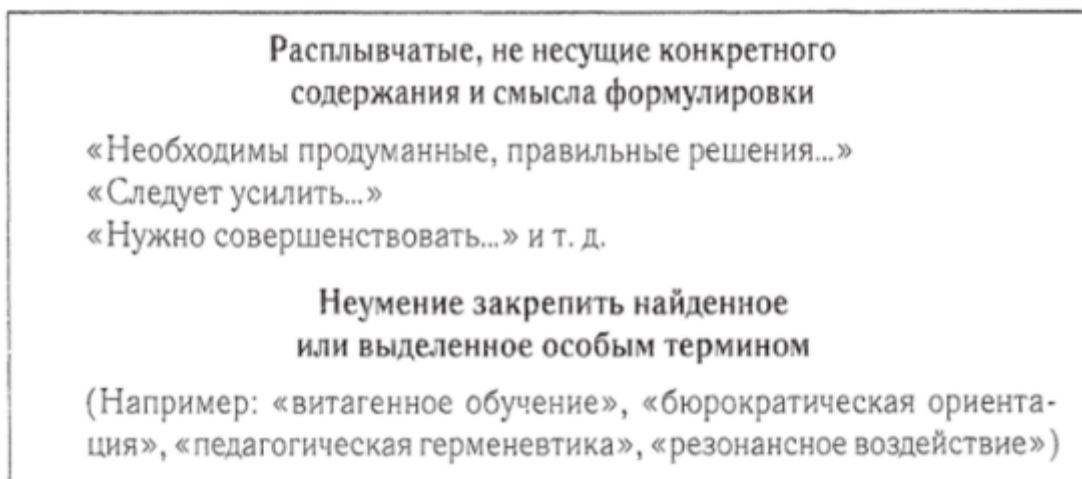 Расплывчатые, не несущие конкретного
содержания и смысла формулировки
«Необходимы продуманные, правильные решения...»
«Следует усилить...»
«Нужно совершенствовать...» и т. д.
Неумение закрепить найденное
или выделенное особым термином
(Например: «витагенное обучение», «бюрократическая ориента-
ция», «педагогическая герменевтика», «резонансное воздействие»)